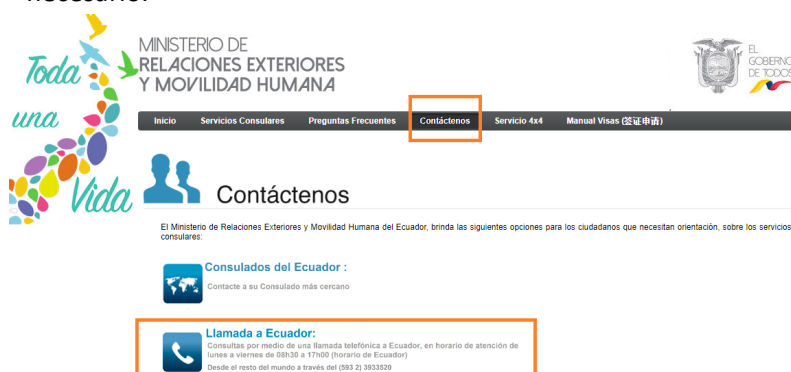 necesario.
Toda
una
Vida
MINISTERIO DE
RELACIONES EXTERIORES
Y MOVILIDAD HUMANA
EL
GOBIERNO
DE TODOS
Inicio Servicios Consulares Preguntas Frecuentes Contáctenos Servicio 4x4 Manual Visas (签证申请)
Contáctenos
El Ministerio de Relaciones Exteriores y Movilidad Humana del Ecuador, brinda las siguientes opciones para los ciudadanos que necesitan orientación, sobre los servicios
consulares:
Consulados del Ecuador :
Contacte a su Consulado más cercano
Llamada a Ecuador:
Consultas por medio de una llamada telefónica a Ecuador, en horario de atención de
lunes a viernes de 08h30 a 17h00 (horario de Ecuador)
Desde el resto del mundo a través del (593 2) 3933520